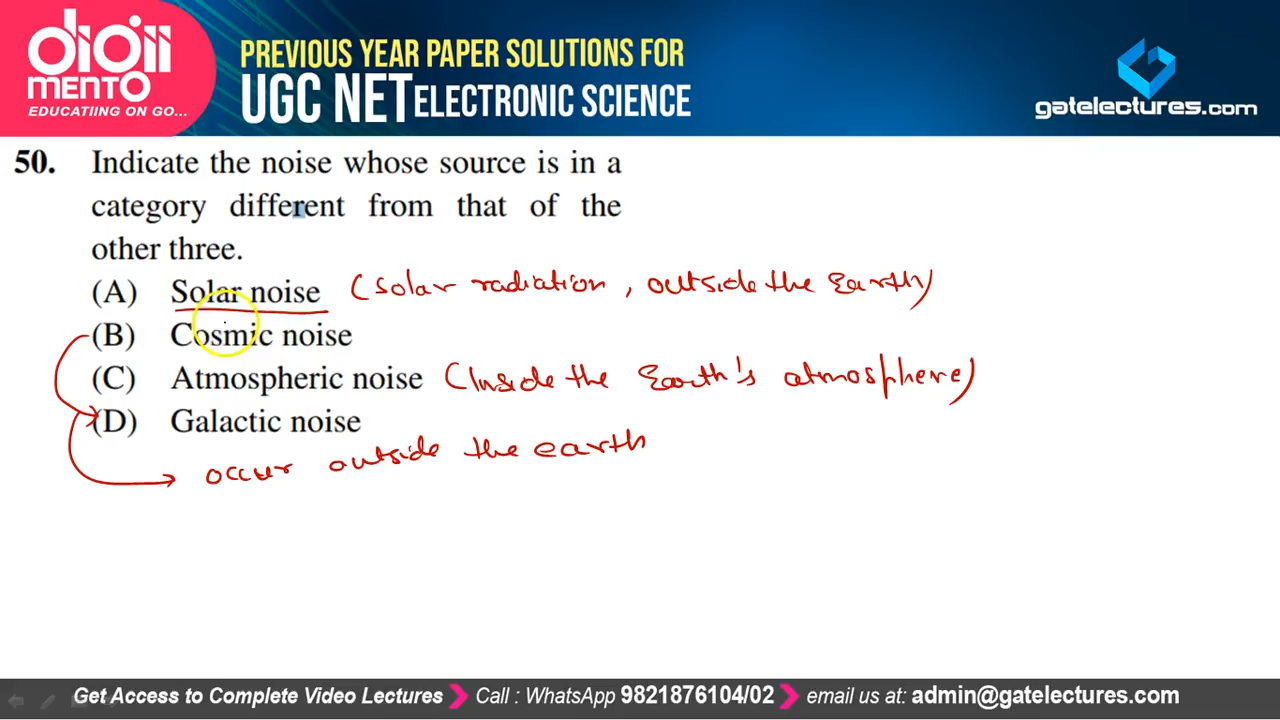 digii
MENTO
EDUCATIING ON GO...
PREVIOUS YEAR PAPER SOLUTIONS FOR
UGC NET ELECTRONIC SCIENCE
gatelectures.com
50. Indicate the noise whose source is in a
category different from that of the
other three.
(A) Solar noise (solar radiation, outside the Earth)
(B) Cosmic noise
(C) Atmospheric noise (Inside the Earth's atmosphere)
(D) Galactic noise
occur outside the earth
Get Access to Complete Video Lectures Call : WhatsApp 9821876104/02 email us at: admin@gatelectures.com